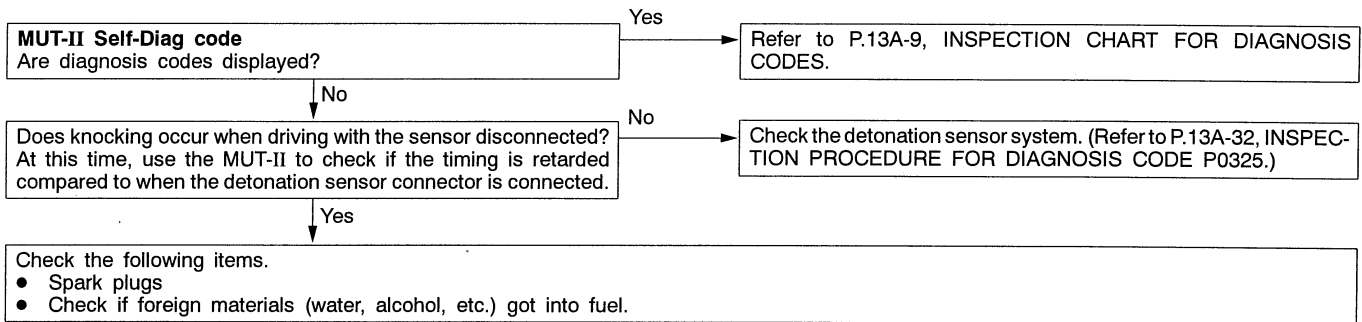 MUT-II Self-Diag code
Are diagnosis codes displayed?
Yes
Refer to P.13A-9, INSPECTION CHART FOR DIAGNOSIS
CODES.
No
Does knocking occur when driving with the sensor disconnected?
At this time, use the MUT-II to check if the timing is retarded
compared to when the detonation sensor connector is connected.
No
Check the detonation sensor system. (Refer to P.13A-32, INSPEC-
TION PROCEDURE FOR DIAGNOSIS CODE P0325.)
Yes
Check the following items.
● Spark plugs
● Check if foreign materials (water, alcohol, etc.) got into fuel.